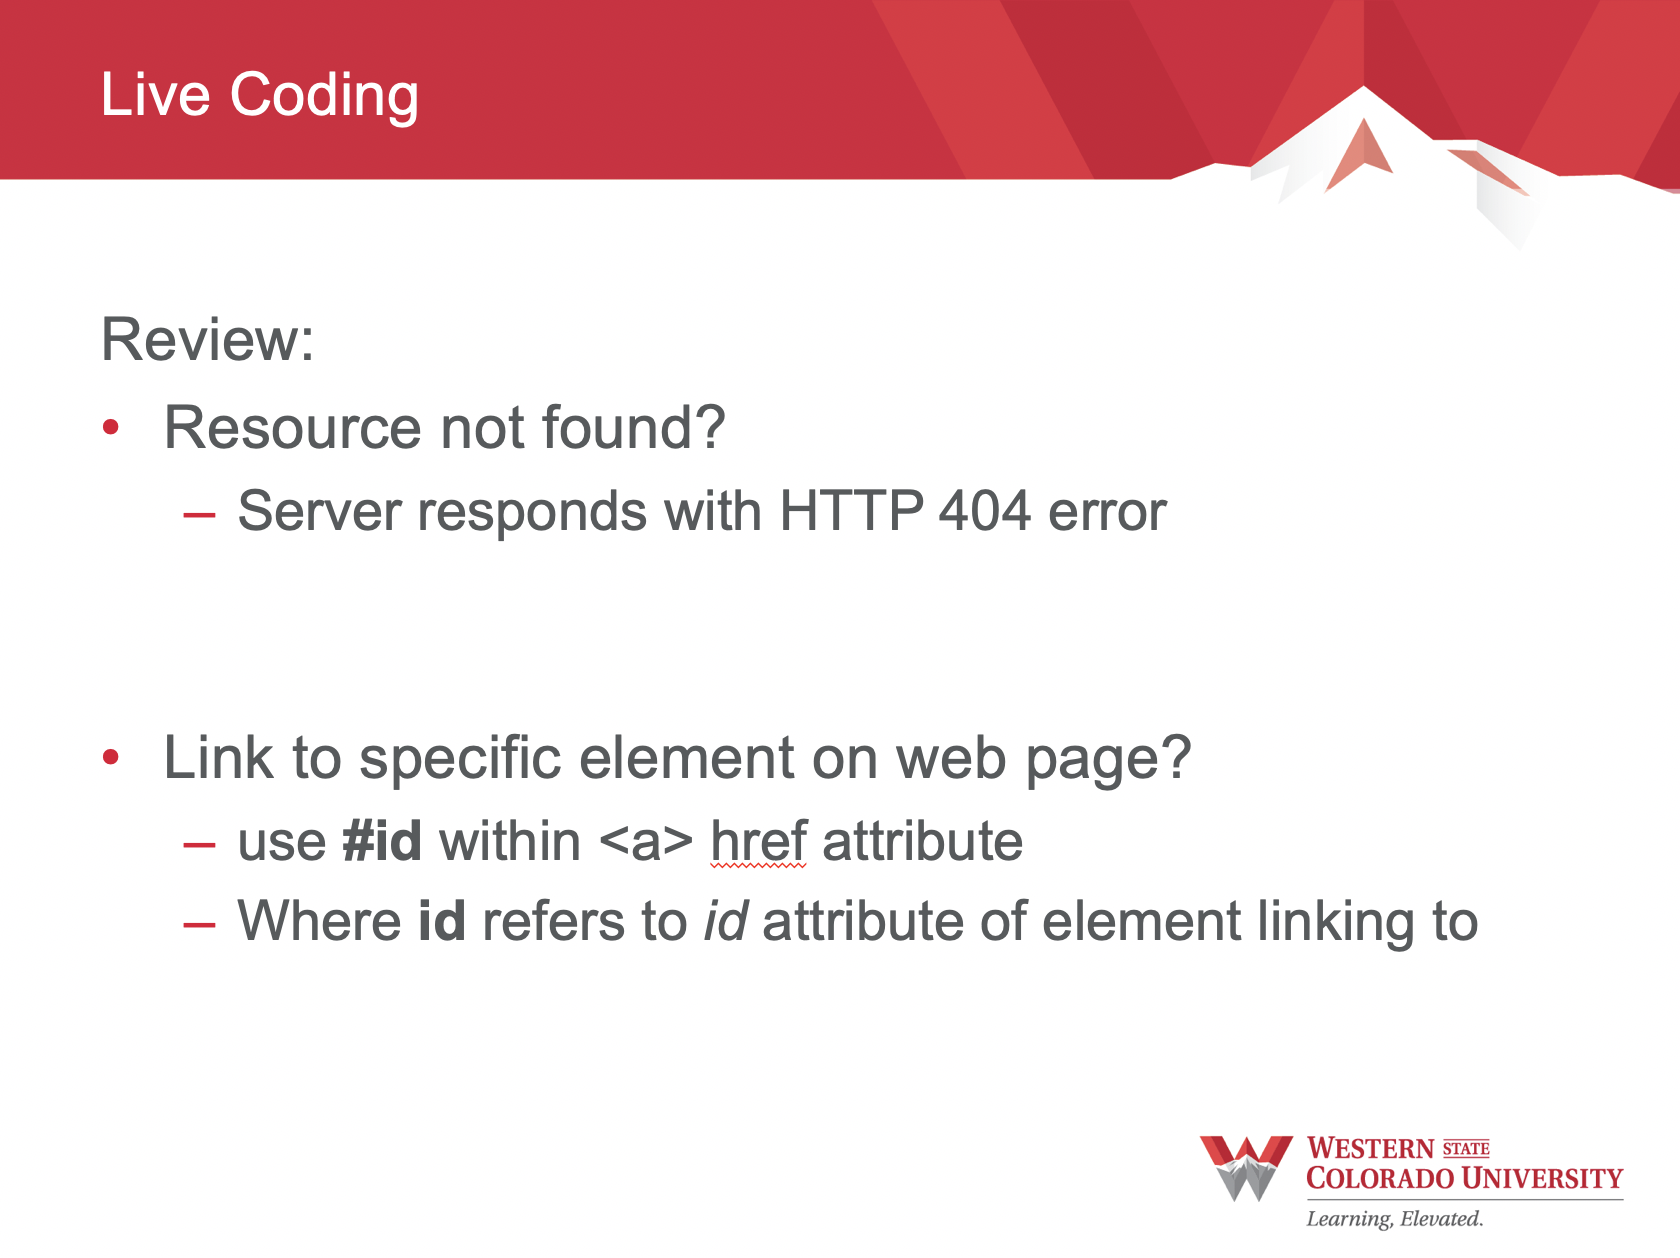 Live Coding
Review:
• Resource not found?
– Server responds with HTTP 404 error
• Link to specific element on web page?
– use #id within <a> href attribute
– Where id refers to id attribute of element linking to
WESTERN STATE
COLORADO UNIVERSITY
Learning, Elevated.